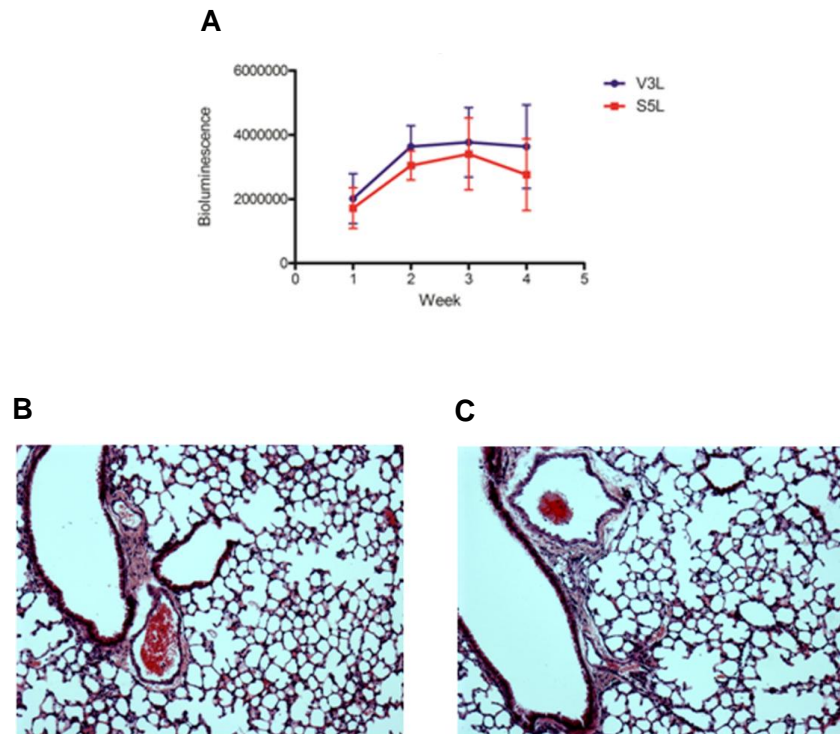 A
6000000
4000000
2000000
0
Bioluminescence
0 1 2 3 4 5
Week
V3L
S5L
B
C